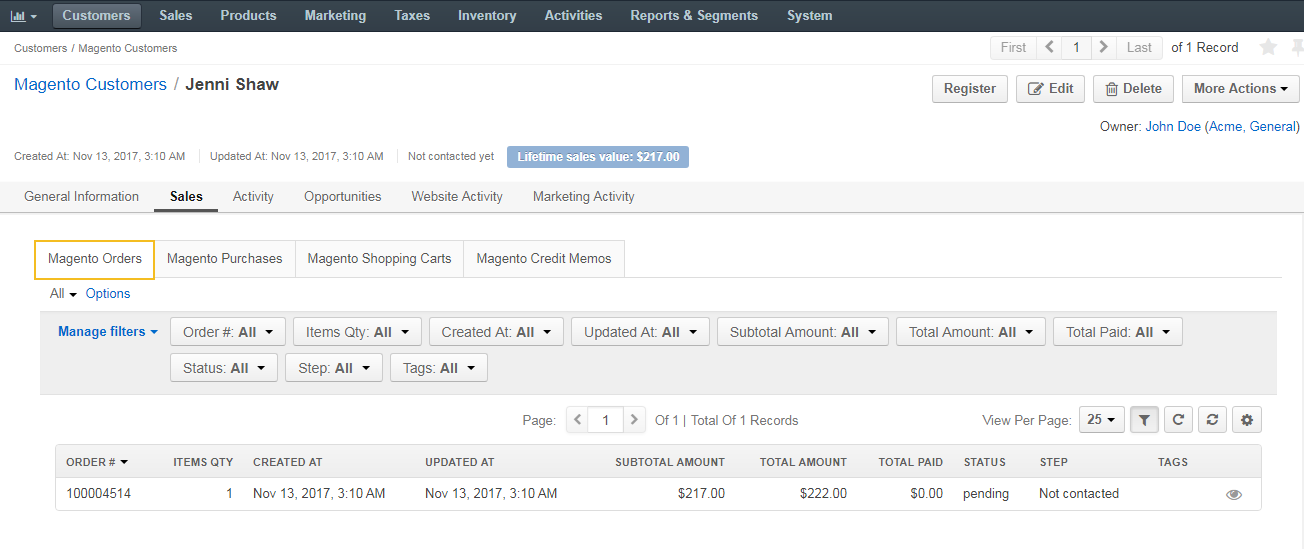 Customers Sales Products Marketing Taxes Inventory Activities Reports & Segments System
Customers / Magento Customers First 1 Last of 1 Record
Magento Customers / Jenni Shaw Register Edit Delete More Actions
Owner: John Doe (Acme, General)
Created At: Nov 13, 2017, 3:10 AM Updated At: Nov 13, 2017, 3:10 AM Not contacted yet Lifetime sales value: $217.00
General Information Sales Activity Opportunities Website Activity Marketing Activity
Magento Orders Magento Purchases Magento Shopping Carts Magento Credit Memos
All Options
Manage filters Order #: All Items Qty: All Created At: All Updated At: All Subtotal Amount: All Total Amount: All Total Paid: All
Status: All Step: All Tags: All
Page: 1 Of 1 | Total Of 1 Records View Per Page: 25
ORDER # ITEMS QTY CREATED AT UPDATED AT SUBTOTAL AMOUNT TOTAL AMOUNT TOTAL PAID STATUS STEP TAGS
100004514 1 Nov 13, 2017, 3:10 AM Nov 13, 2017, 3:10 AM $217.00 $222.00 $0.00 pending Not contacted